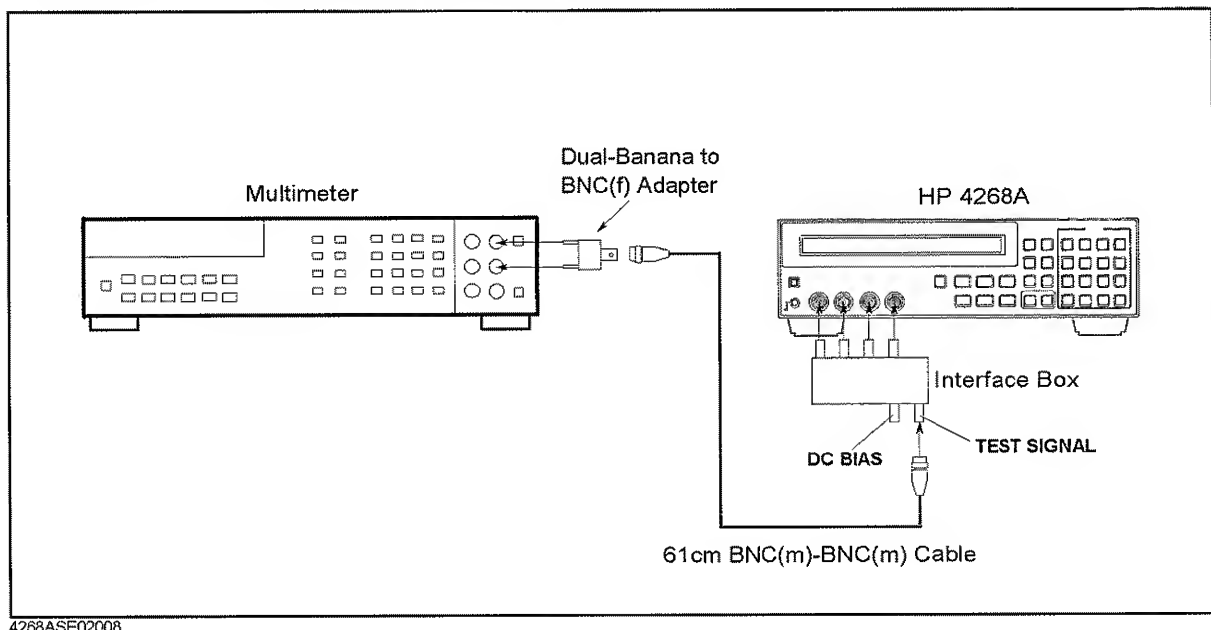 Dual-Banana to
BNC(f) Adapter
Multimeter
HP 4268A
Interface Box
DC BIAS
TEST SIGNAL
61cm BNC(m)-BNC(m) Cable
4268ASE02008